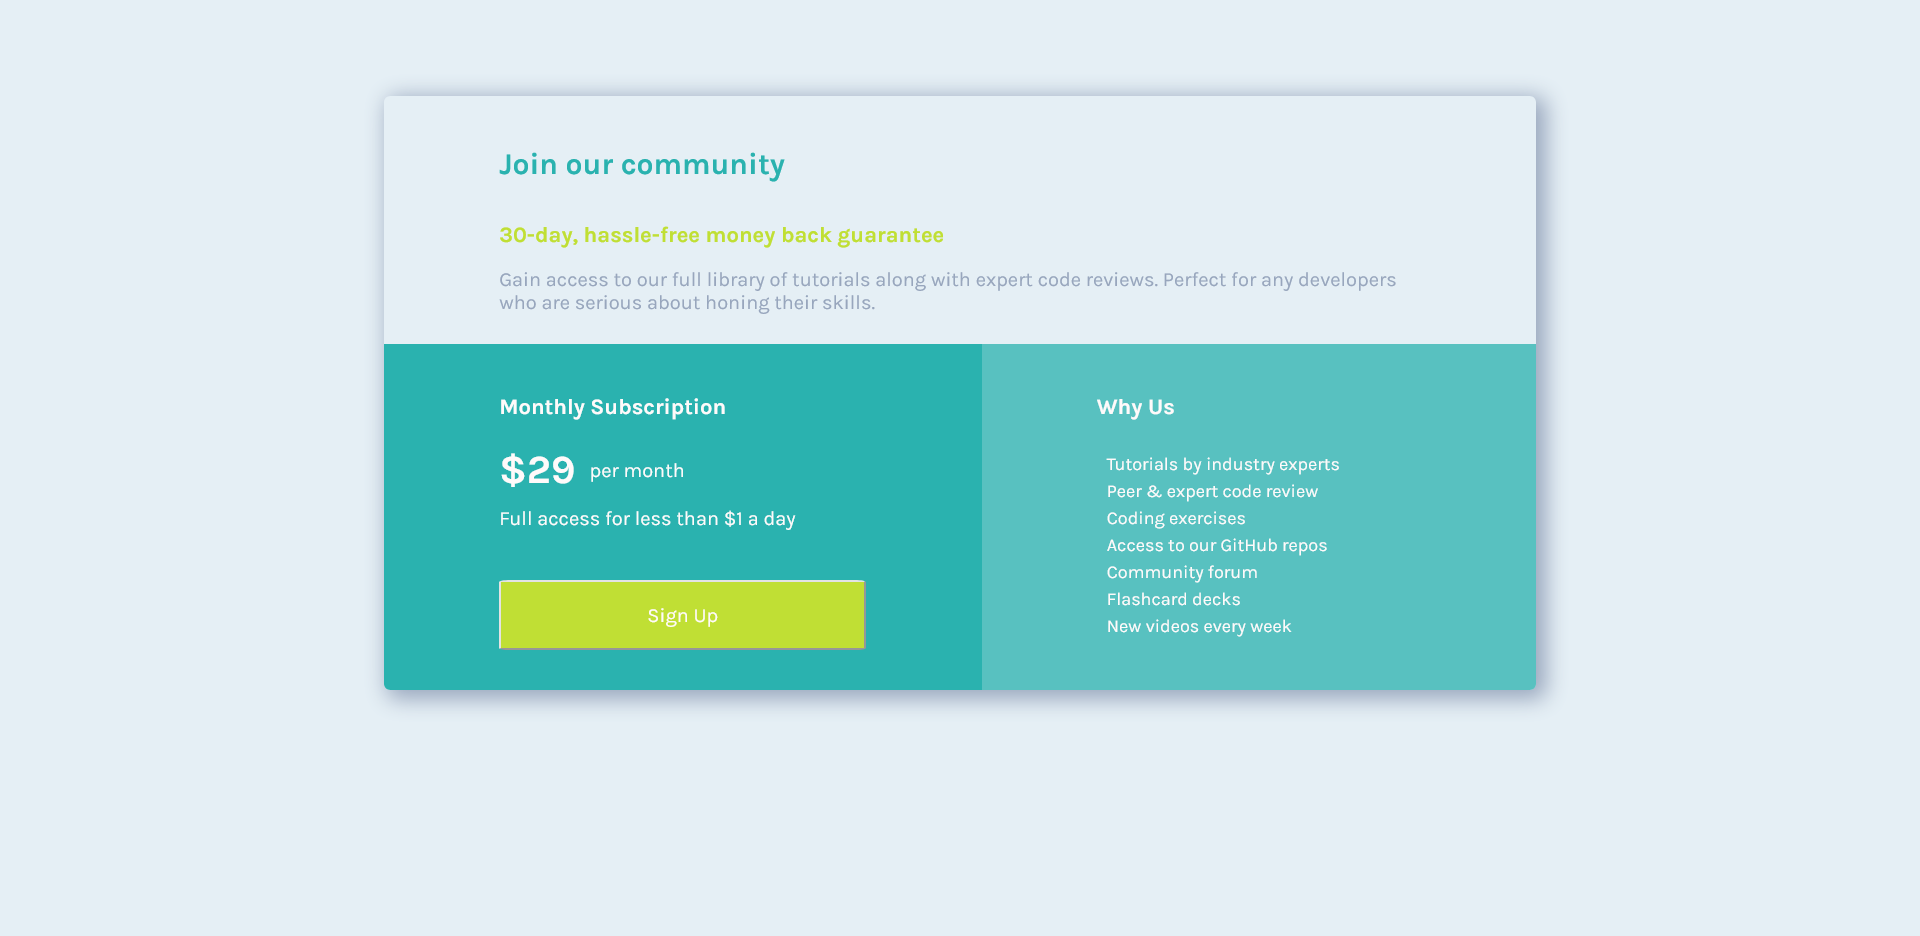 Join our community
30-day, hassle-free money back guarantee
Gain access to our full library of tutorials along with expert code reviews. Perfect for any developers
who are serious about honing their skills.
Monthly Subscription
$29 per month
Full access for less than $1 a day
Sign Up
Why Us
Tutorials by industry experts
Peer & expert code review
Coding exercises
Access to our GitHub repos
Community forum
Flashcard decks
New videos every week